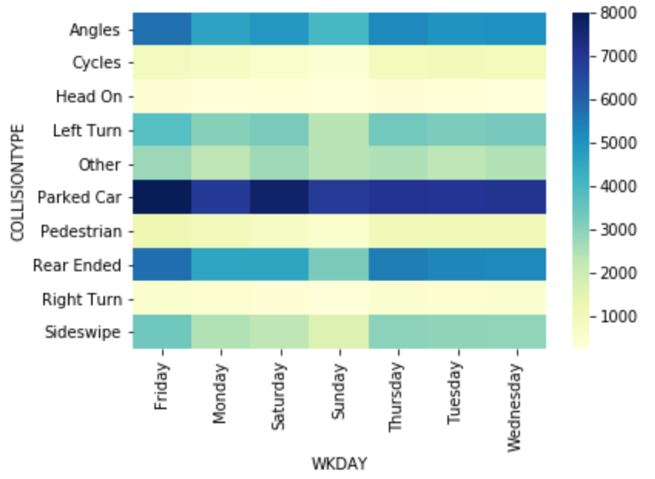 COLLISIONTYPE
Angles
Cycles
Head On
Left Turn
Other
Parked Car
Pedestrian
Rear Ended
Right Turn
Sideswipe
Friday
Monday
Saturday
Sunday
Thursday
Tuesday
Wednesday
WKDAY
8000
7000
6000
5000
4000
3000
2000
1000